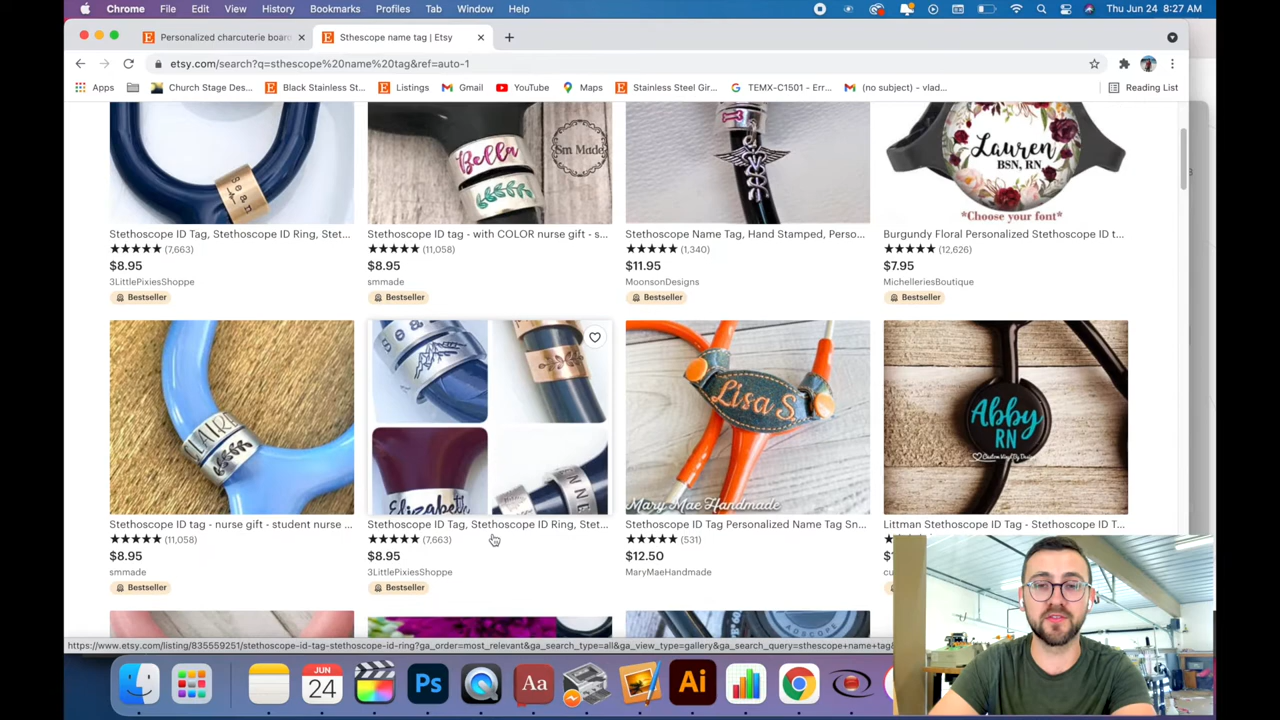 Chrome File Edit View History Bookmarks Profiles Tab Window Help Thu Jun 24 8:27 AM
Personalized charcuterie board Sthescope name tag | Etsy
etsy.com/search?q=sthescope%20name%20tag&ref=auto-1
Apps Church Stage Des... Black Stainless St... Listings Gmail YouTube Maps Stainless Steel Gir... TEMX-C1501 - Err... (no subject) - vlad... Reading List
Sean
Bella
Sm Made
Lauren
BSN, RN
*Choose your font*
Stethoscope ID Tag, Stethoscope ID Ring, Stet...
(7,663)
$8.95
3LittlePixiesShoppe
Bestseller
Stethoscope ID tag - with COLOR nurse gift - s...
(11,058)
$8.95
smmade
Bestseller
Stethoscope Name Tag, Hand Stamped, Perso...
(1,340)
$11.95
MoonsonDesigns
Bestseller
Burgundy Floral Personalized Stethoscope ID t...
(12,626)
$7.95
MichelleriesBoutique
Bestseller
CLAIRE
Elizabeth
Lisa S.
Mary Mae Handmade
Abby
RN
Stethoscope ID tag - nurse gift - student nurse ...
(11,058)
$8.95
smmade
Bestseller
Stethoscope ID Tag, Stethoscope ID Ring, Stet...
(7,663)
$8.95
3LittlePixiesShoppe
Bestseller
Stethoscope ID Tag Personalized Name Tag Sn...
(531)
$12.50
MaryMaeHandmade
Littman Stethoscope ID Tag - Stethoscope ID T...
https://www.etsy.com/listing/835559251/stethoscope-id-tag-stethoscope-id-ring?ga_order=most_relevant&ga_search_type=all&ga_view_type=gallery&ga_search_query=sthescope+name+tag&
JUN
24
Ps
Aa
Ai